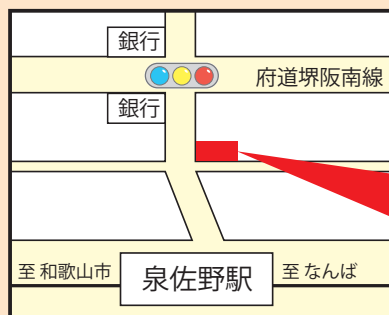 銀行
府道堺阪南線
銀行
至 和歌山市
泉佐野駅
至 なんば